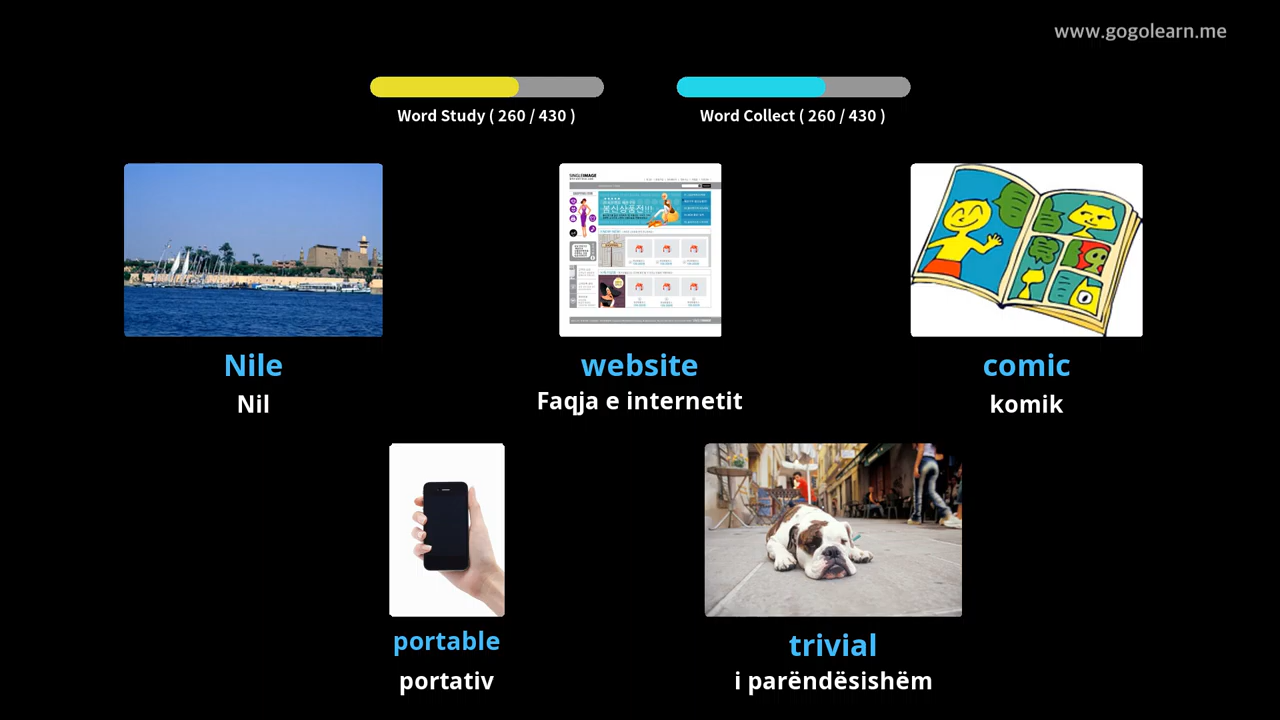 www.gogolearn.me
Word Study ( 260 / 430 )
Word Collect ( 260 / 430 )
Nile
website
comic
Nil
Faqja e internetit
komik
portable
trivial
portativ
i parëndësishëm